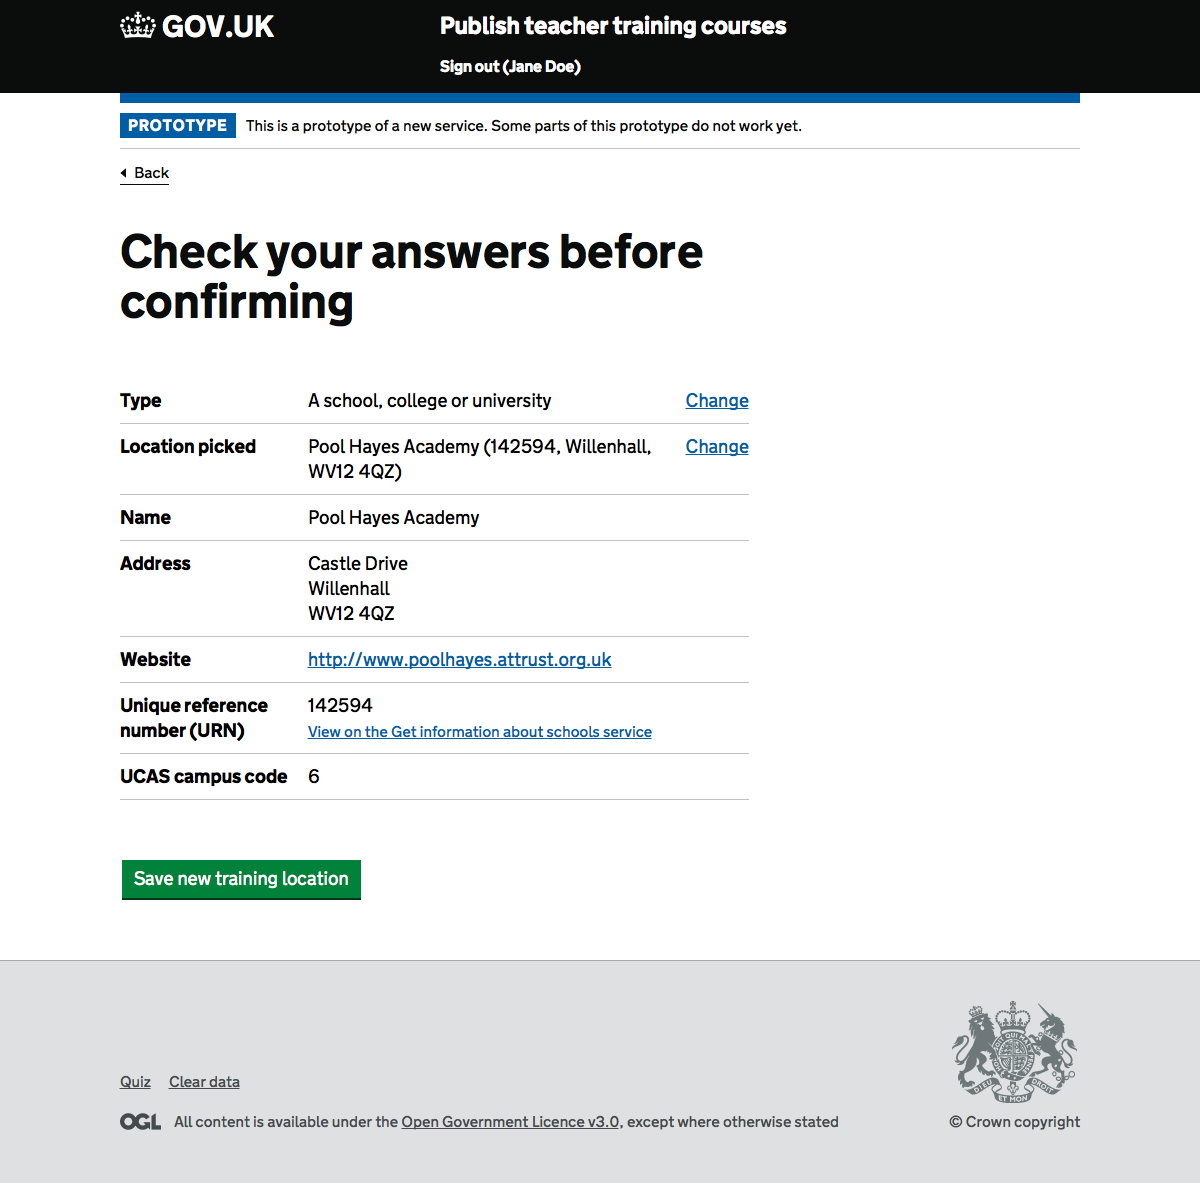 GOV.UK
Publish teacher training courses
Sign out (Jane Doe)
PROTOTYPE This is a prototype of a new service. Some parts of this prototype do not work yet.
Back
Check your answers before
confirming
Type A school, college or university Change
Location picked Pool Hayes Academy (142594, Willenhall, Change
WV12 4QZ)
Name Pool Hayes Academy
Address Castle Drive
Willenhall
WV12 4QZ
Website http://www.poolhayes.attrust.org.uk
Unique reference 142594
number (URN) View on the Get information about schools service
UCAS campus code 6
Save new training location
Quiz Clear data
DIEU ET MON DROIT
OGL All content is available under the Open Government Licence v3.0, except where otherwise stated
© Crown copyright